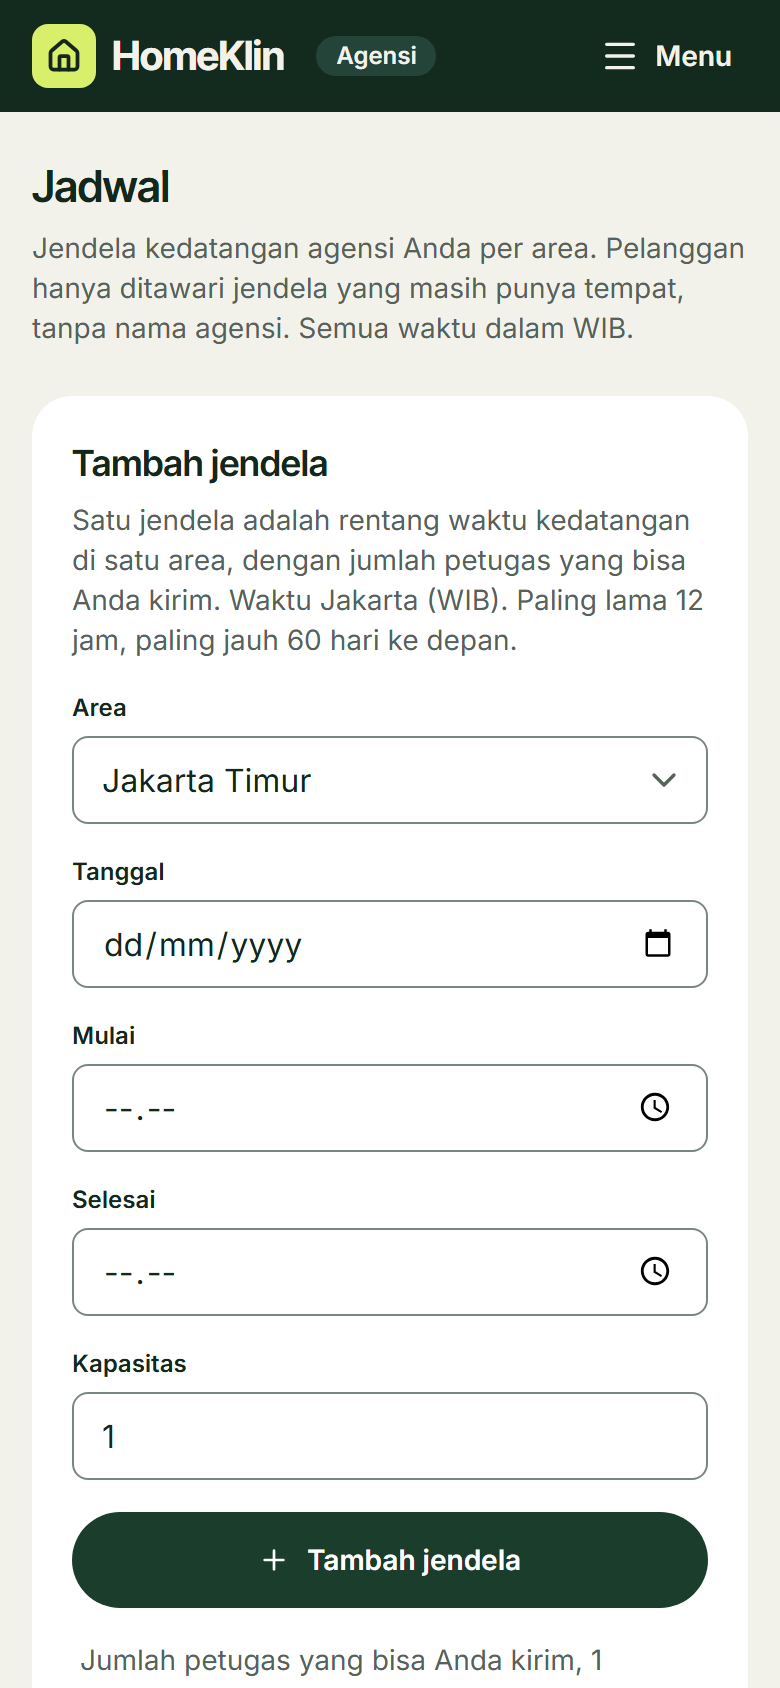 HomeKlin Agensi Menu
Jadwal
Jendela kedatangan agensi Anda per area. Pelanggan
hanya ditawari jendela yang masih punya tempat,
tanpa nama agensi. Semua waktu dalam WIB.
Tambah jendela
Satu jendela adalah rentang waktu kedatangan
di satu area, dengan jumlah petugas yang bisa
Anda kirim. Waktu Jakarta (WIB). Paling lama 12
jam, paling jauh 60 hari ke depan.
Area
Jakarta Timur
Tanggal
dd/mm/yyyy
Mulai
--.--
Selesai
--.--
Kapasitas
1
Tambah jendela
Jumlah petugas yang bisa Anda kirim, 1